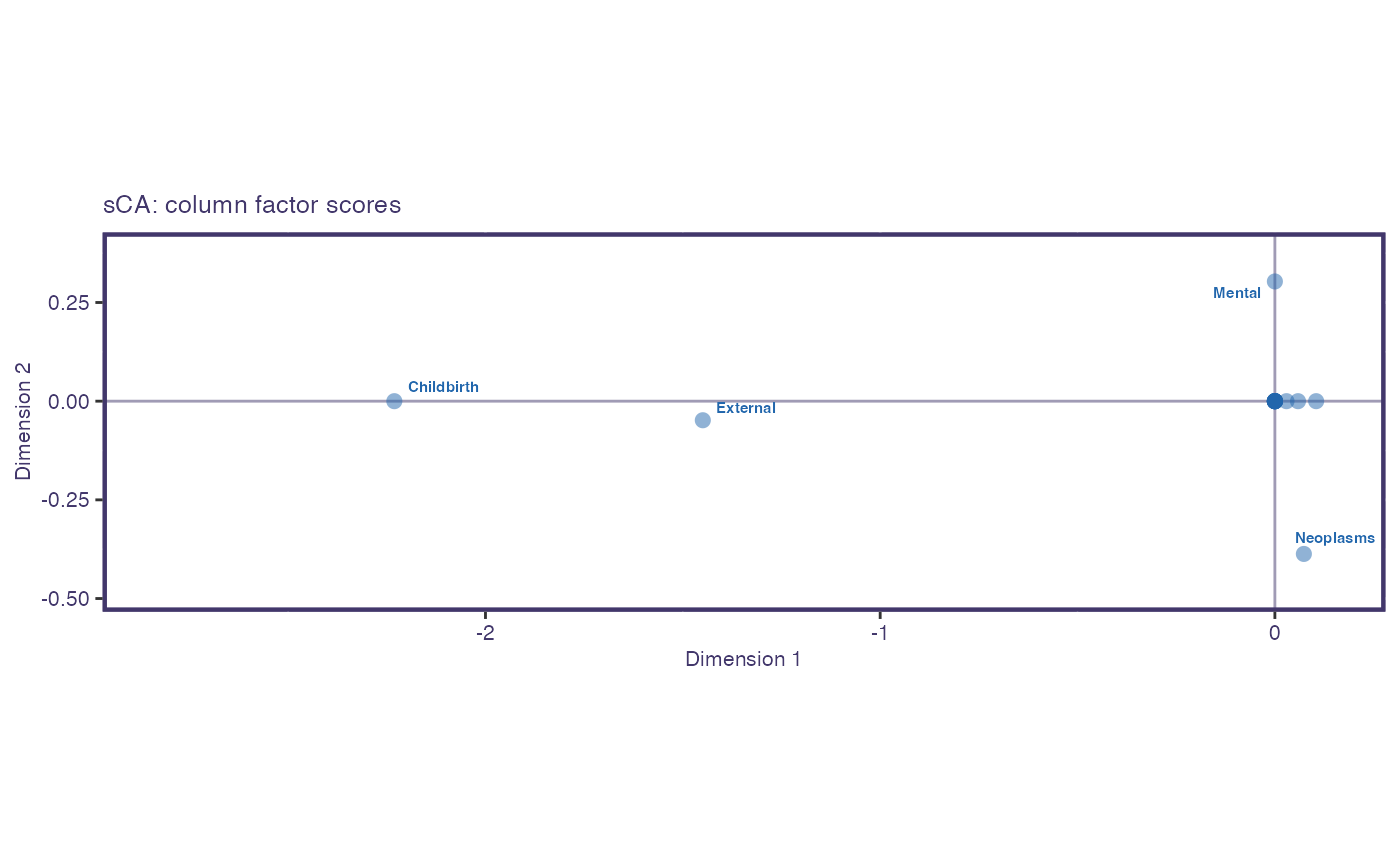 sCA: column factor scores
0.25
0.00
-0.25
-0.50
Dimension 2
Mental
Childbirth
External
Neoplasms
-2
-1
0
Dimension 1